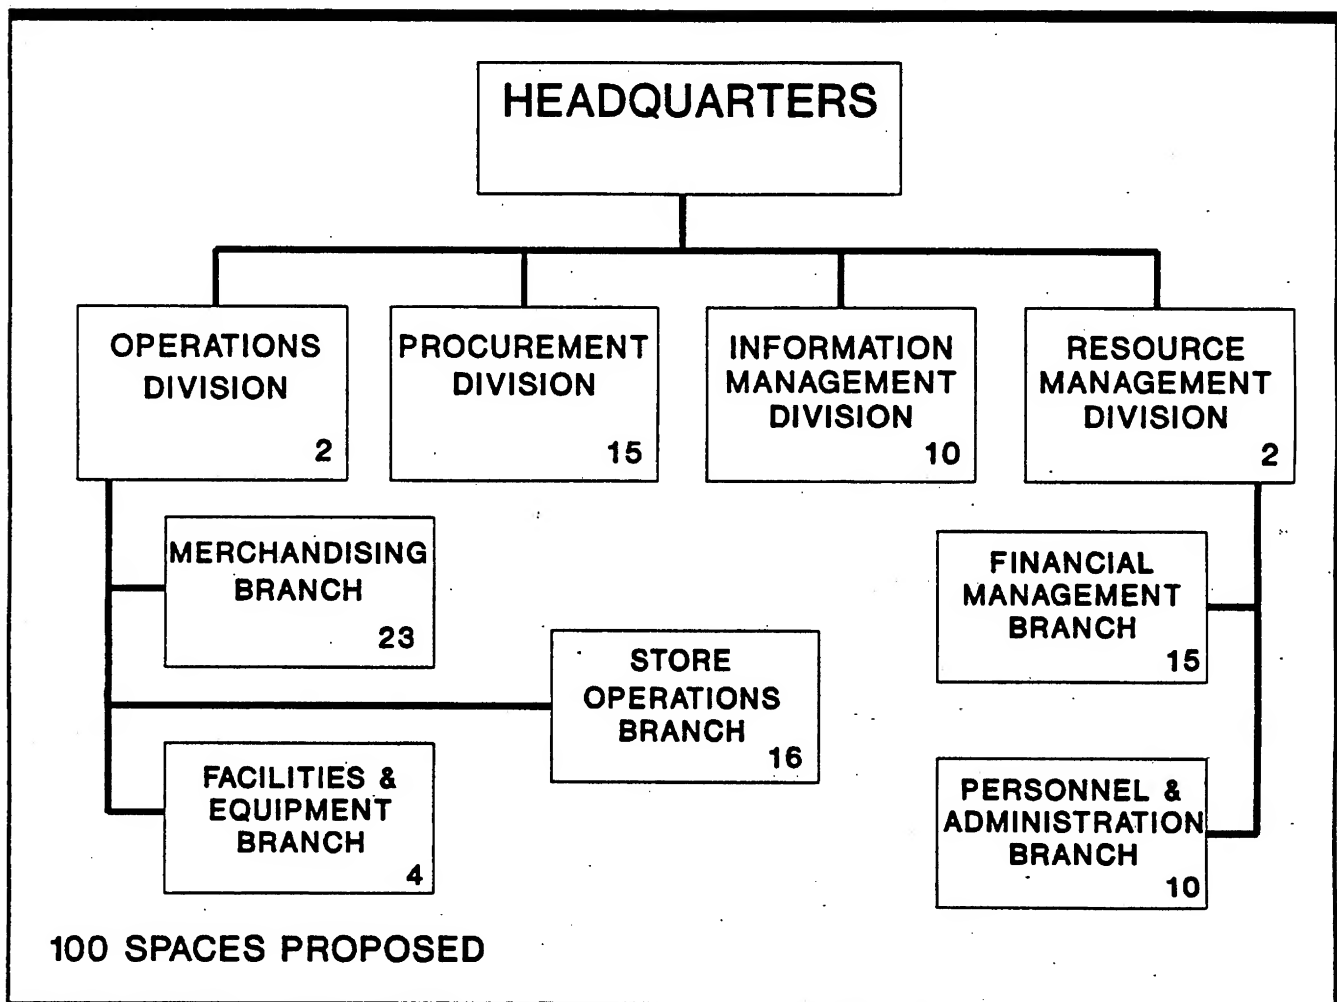 HEADQUARTERS
OPERATIONS
DIVISION
2
PROCUREMENT
DIVISION
15
INFORMATION
MANAGEMENT
DIVISION
10
RESOURCE
MANAGEMENT
DIVISION
2
MERCHANDISING
BRANCH
23
STORE
OPERATIONS
BRANCH
16
FACILITIES &
EQUIPMENT
BRANCH
4
FINANCIAL
MANAGEMENT
BRANCH
15
PERSONNEL &
ADMINISTRATION
BRANCH
10
100 SPACES PROPOSED